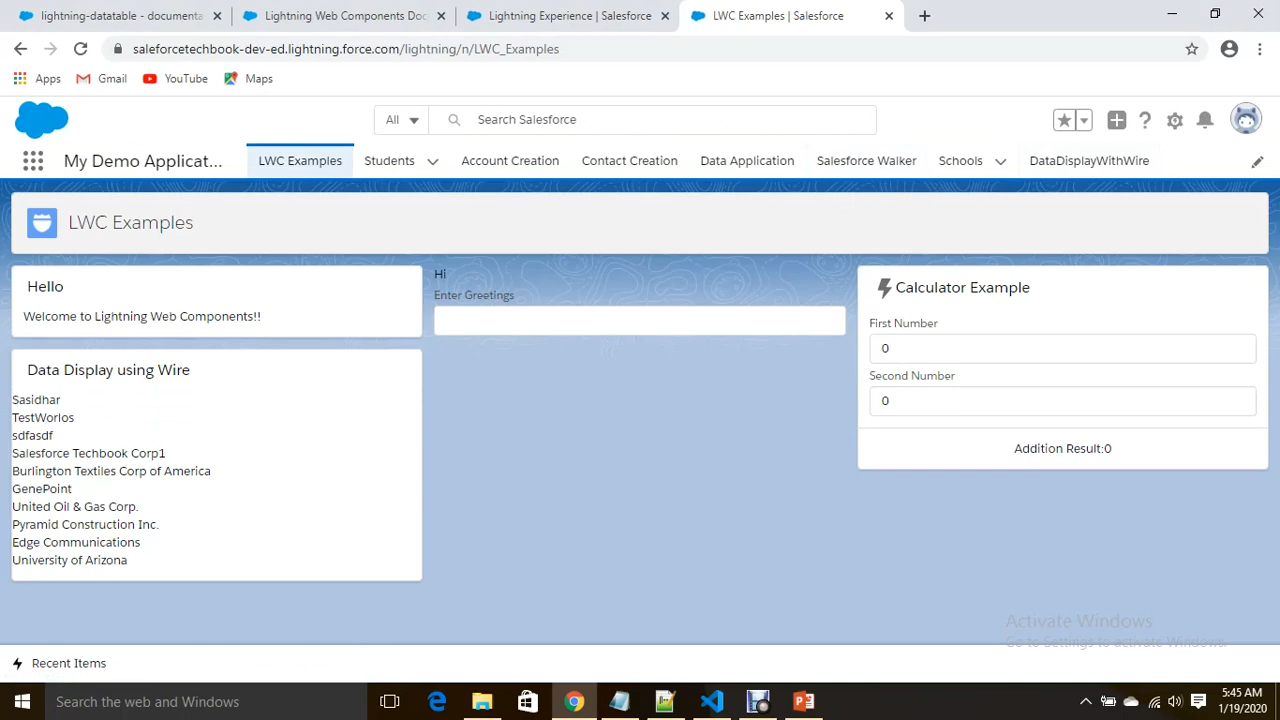 lightning-datatable - documenta
Lightning Web Components Doc
Lightning Experience | Salesforce
LWC Examples | Salesforce
saleforcetechbook-dev-ed.lightning.force.com/lightning/n/LWC_Examples
Apps Gmail YouTube Maps
All Search Salesforce
My Demo Applicat... LWC Examples Students Account Creation Contact Creation Data Application Salesforce Walker Schools DataDisplayWithWire
LWC Examples
Hello
Welcome to Lightning Web Components!!
Data Display using Wire
Sasidhar
TestWorlos
sdfasdf
Salesforce Techbook Corp1
Burlington Textiles Corp of America
GenePoint
United Oil & Gas Corp.
Pyramid Construction Inc.
Edge Communications
University of Arizona
Hi
Enter Greetings
Calculator Example
First Number
0
Second Number
0
Addition Result:0
Activate Windows
Go to Settings to activate Windows.
Recent Items
Search the web and Windows
5:45 AM
1/19/2020